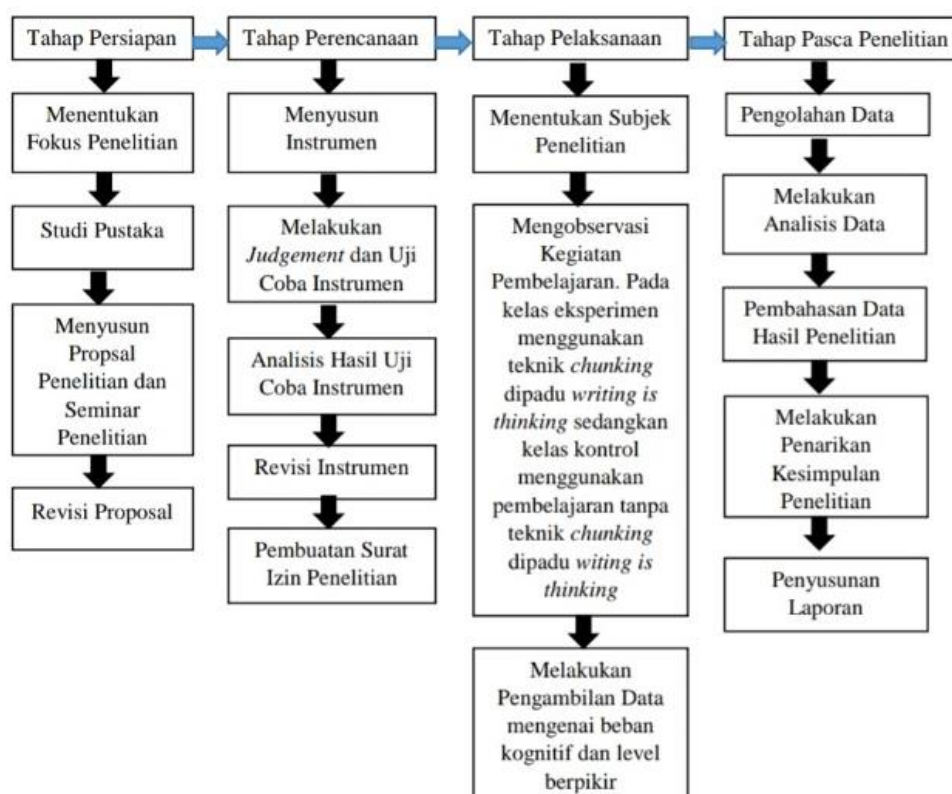 Tahap Persiapan
Tahap Perencanaan
Tahap Pelaksanaan
Tahap Pasca Penelitian
Menentukan
Fokus Penelitian
Studi Pustaka
Menyusun
Propsal
Penelitian dan
Seminar
Penelitian
Revisi Proposal
Menyusun
Instrumen
Melakukan
Judgement dan Uji
Coba Instrumen
Analisis Hasil Uji
Coba Instrumen
Revisi Instrumen
Pembuatan Surat
Izin Penelitian
Menentukan Subjek
Penelitian
Mengobservasi
Kegiatan
Pembelajaran. Pada
kelas eksperimen
menggunakan
teknik chunking
dipadu writing is
thinking sedangkan
kelas kontrol
menggunakan
pembelajaran tanpa
teknik chunking
dipadu witing is
thinking
Melakukan
Pengambilan Data
mengenai beban
kognitif dan level
berpikir
Pengolahan Data
Melakukan
Analisis Data
Pembahasan Data
Hasil Penelitian
Melakukan
Penarikan
Kesimpulan
Penelitian
Penyusunan
Laporan